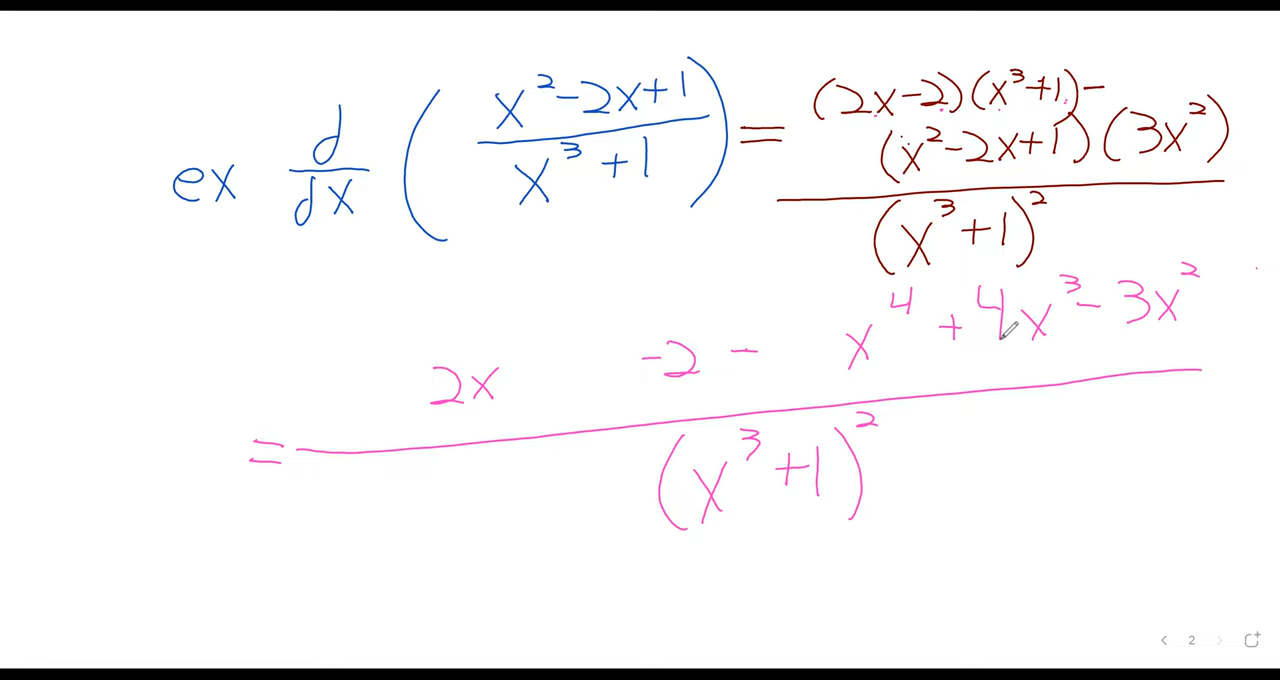 ex d/dx ( (x² - 2x + 1) / (x³ + 1) ) = ( (2x - 2)(x³ + 1) - (x² - 2x + 1)(3x²) ) / (x³ + 1)²
= ( 2x - 2 - x⁴ + 4x³ - 3x² ) / (x³ + 1)²
2